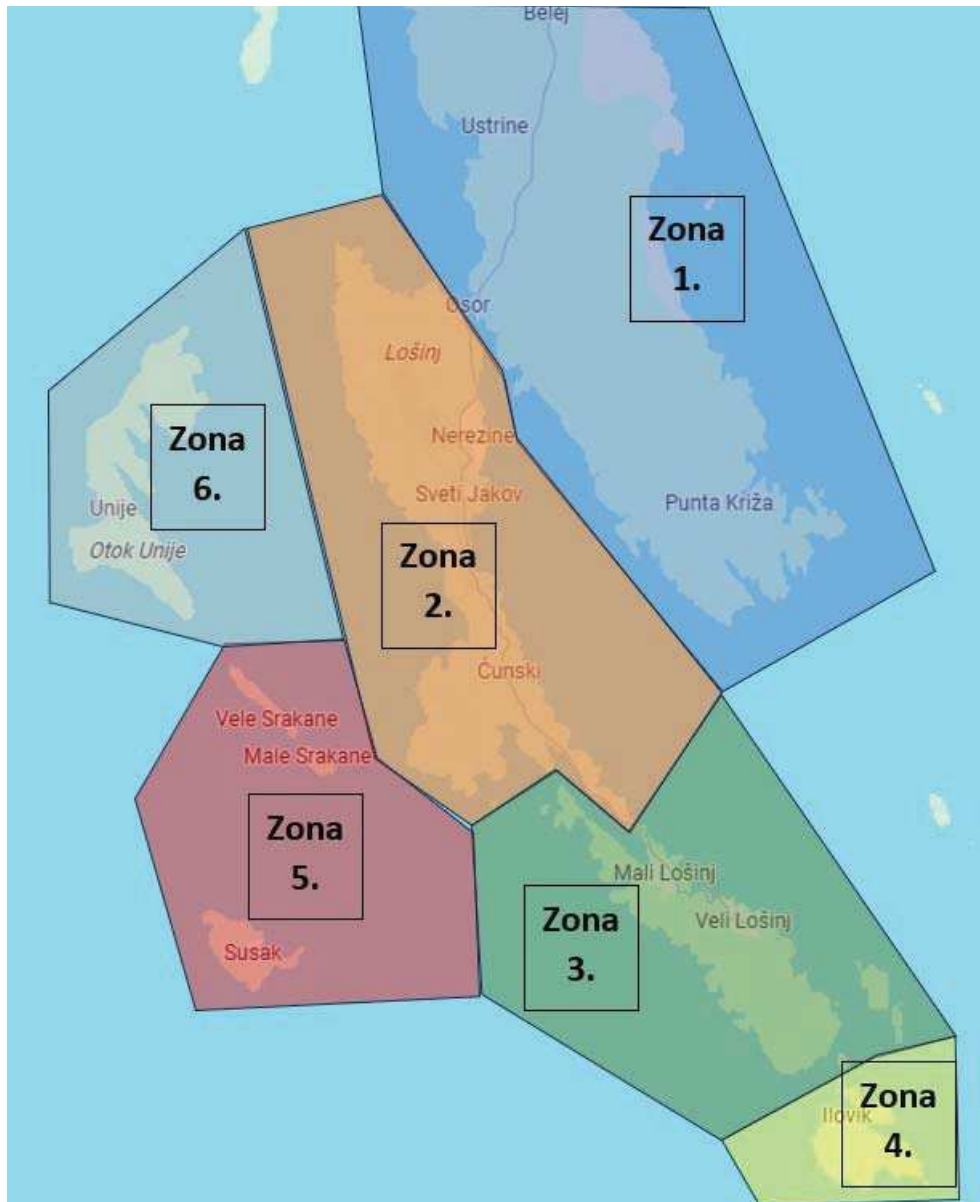 Belej
Ustrine
Zona
1.
Osor
Lošinj
Zona
6.
Nerezine
Sveti Jakov
Unije
Punta Križa
Otok Unije
Zona
2.
Ćunski
Vele Srakane
Male Srakane
Zona
5.
Mali Lošinj
Veli Lošinj
Zona
3.
Susak
Zona
4.
Ilovik